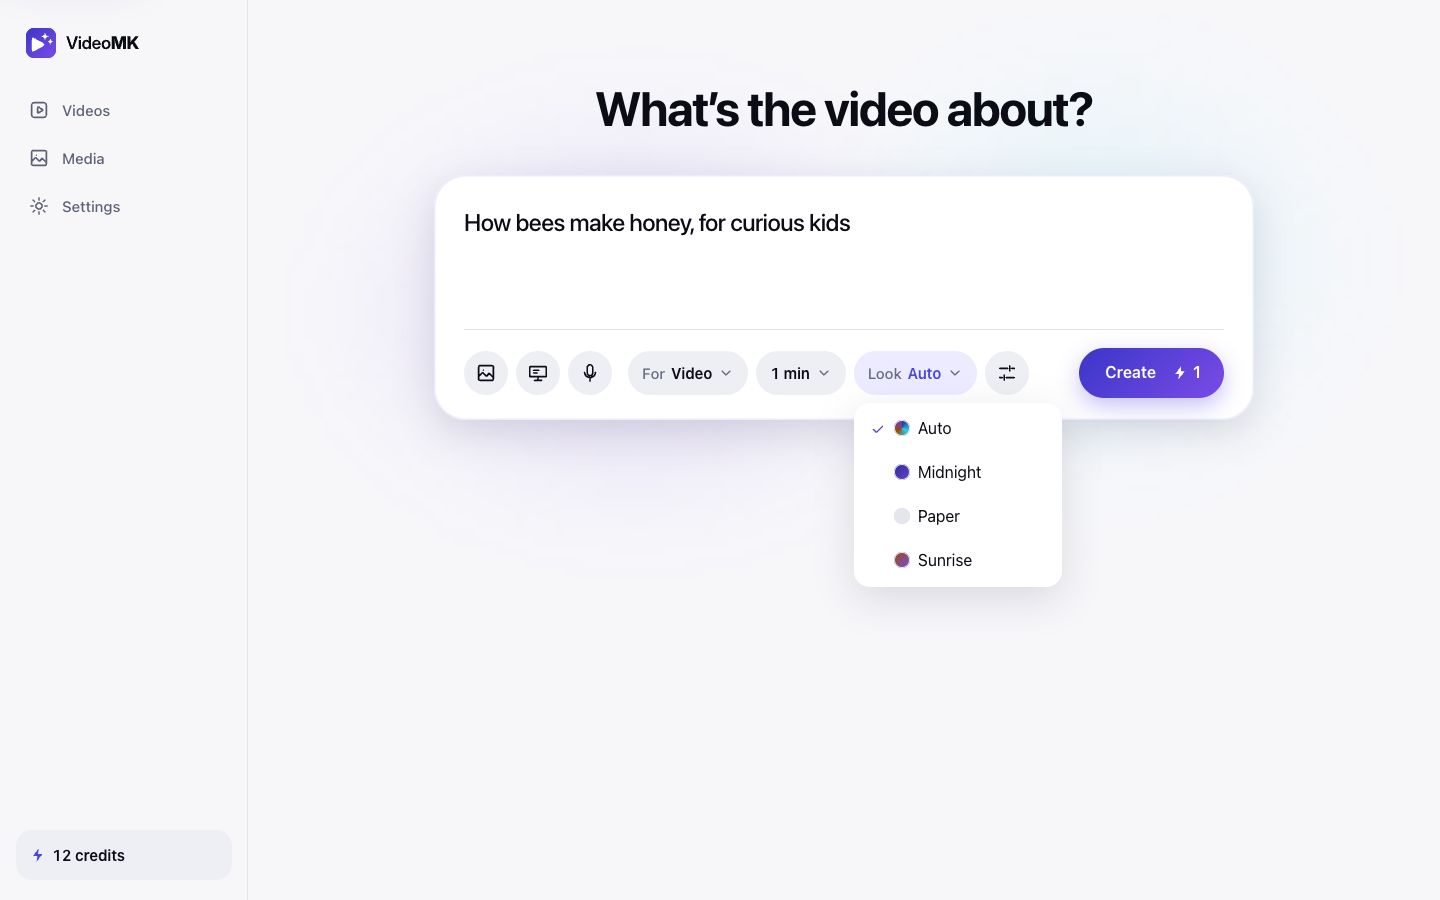 VideoMK
Videos
Media
Settings
What's the video about?
How bees make honey, for curious kids
For Video
1 min
Look Auto
Create 1
Auto
Midnight
Paper
Sunrise
12 credits